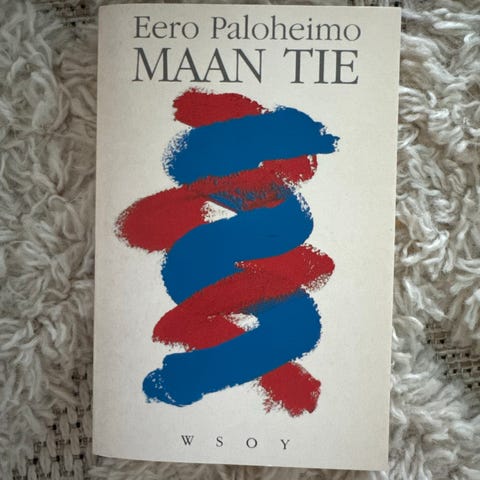 Eero Paloheimo
MAAN TIE
W S O Y